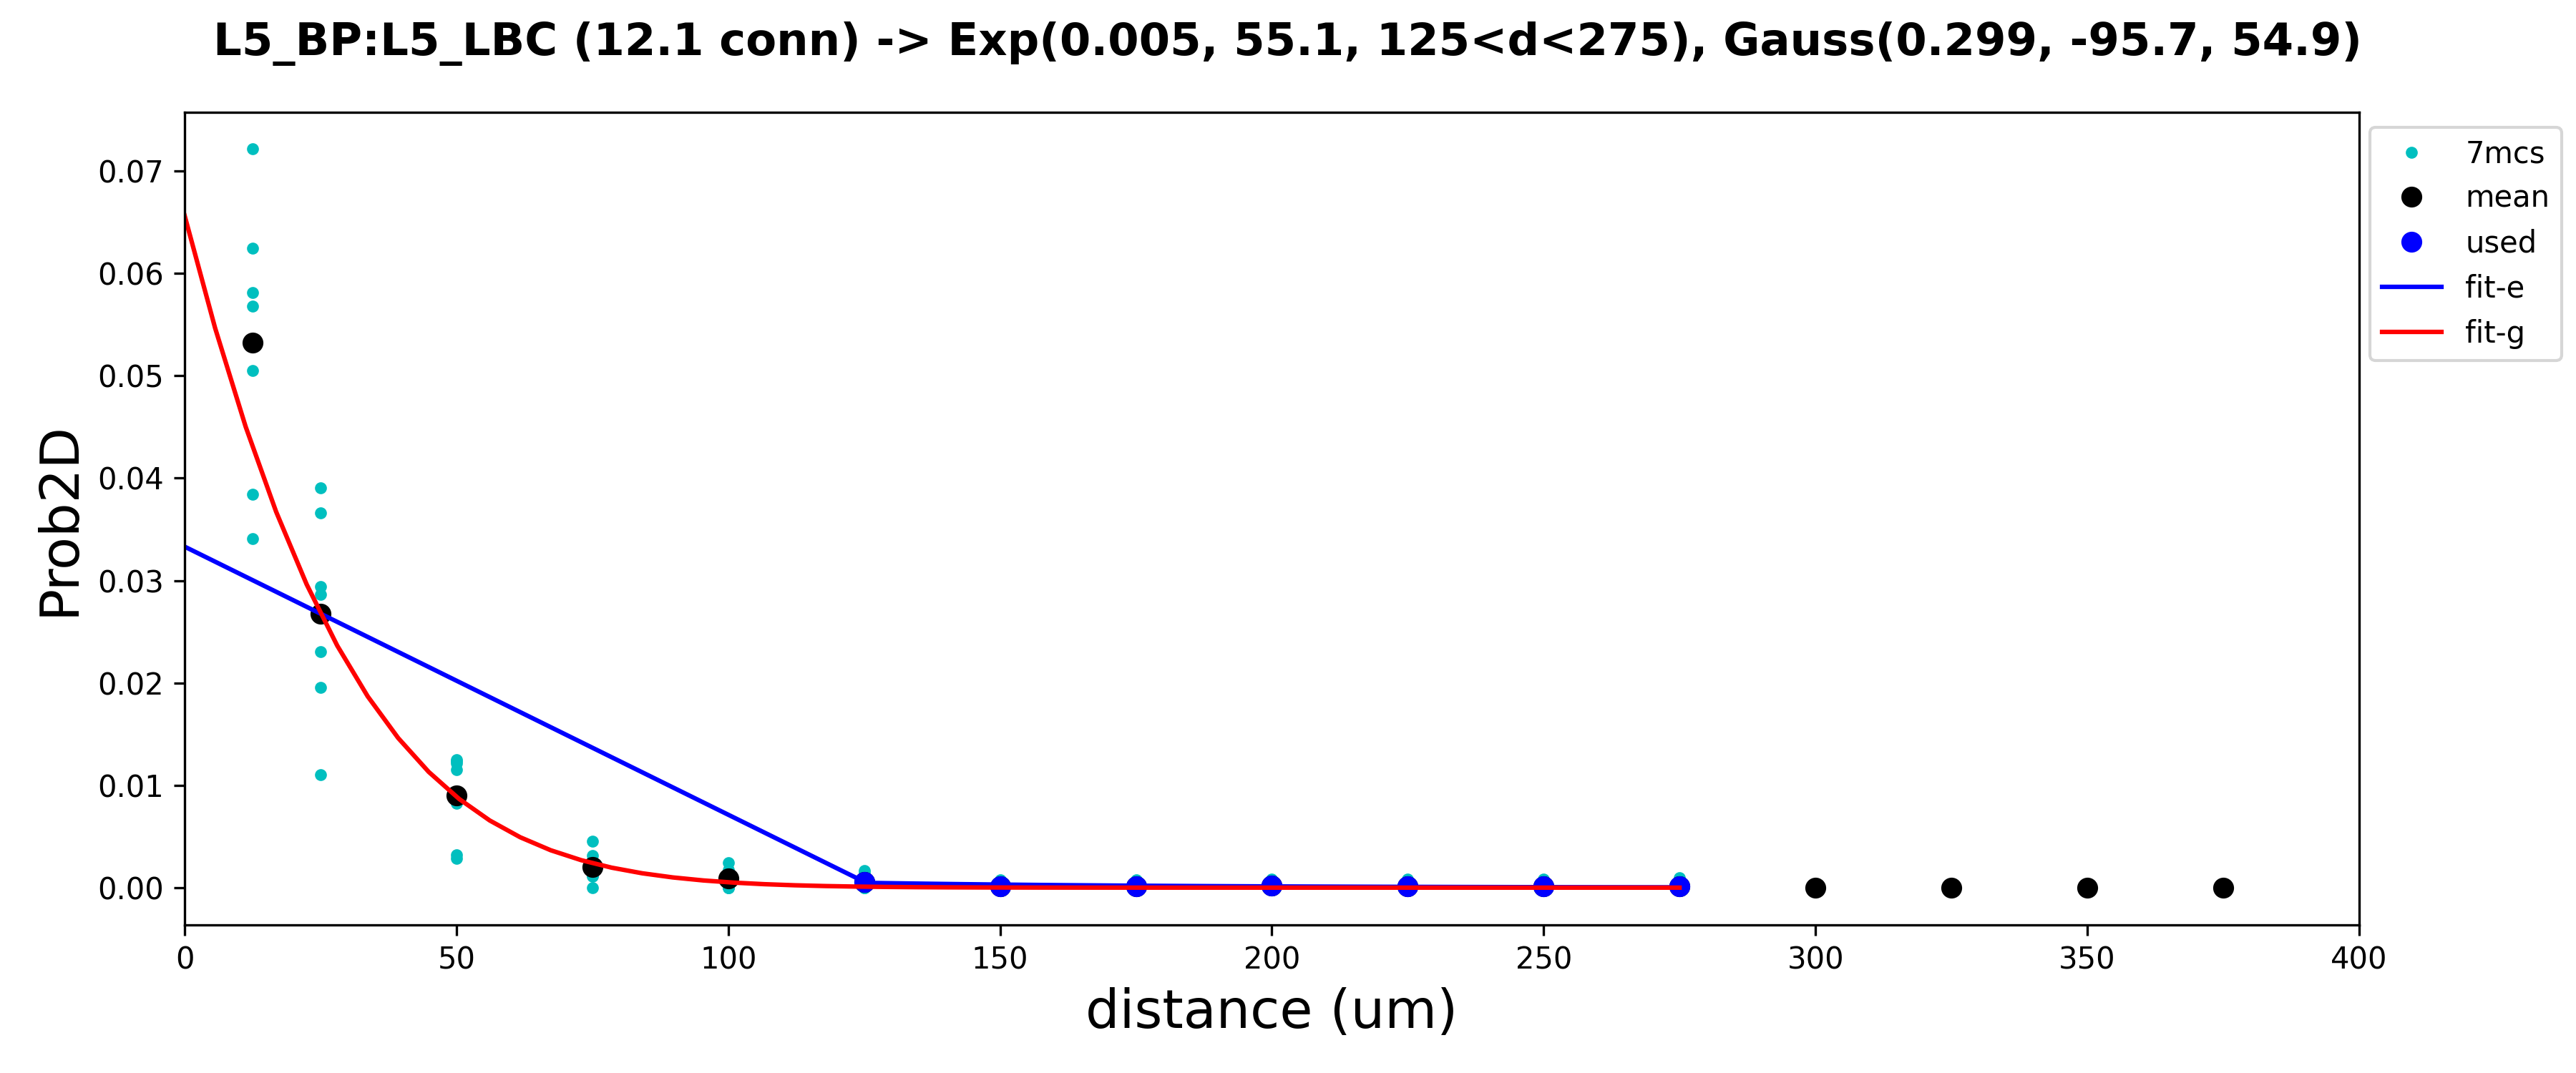 L5_BP:L5_LBC (12.1 conn) -> Exp(0.005, 55.1, 125<d<275), Gauss(0.299, -95.7, 54.9)
7mcs
mean
used
fit-e
fit-g
Prob2D
0.07
0.06
0.05
0.04
0.03
0.02
0.01
0.00
0 50 100 150 200 250 300 350 400
distance (um)